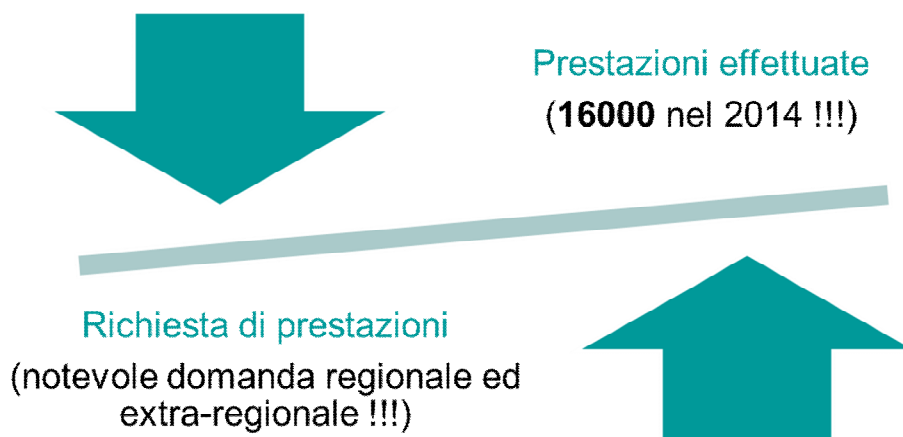 Prestazioni effettuate
(16000 nel 2014 !!!)
Richiesta di prestazioni
(notevole domanda regionale ed
extra-regionale !!!)